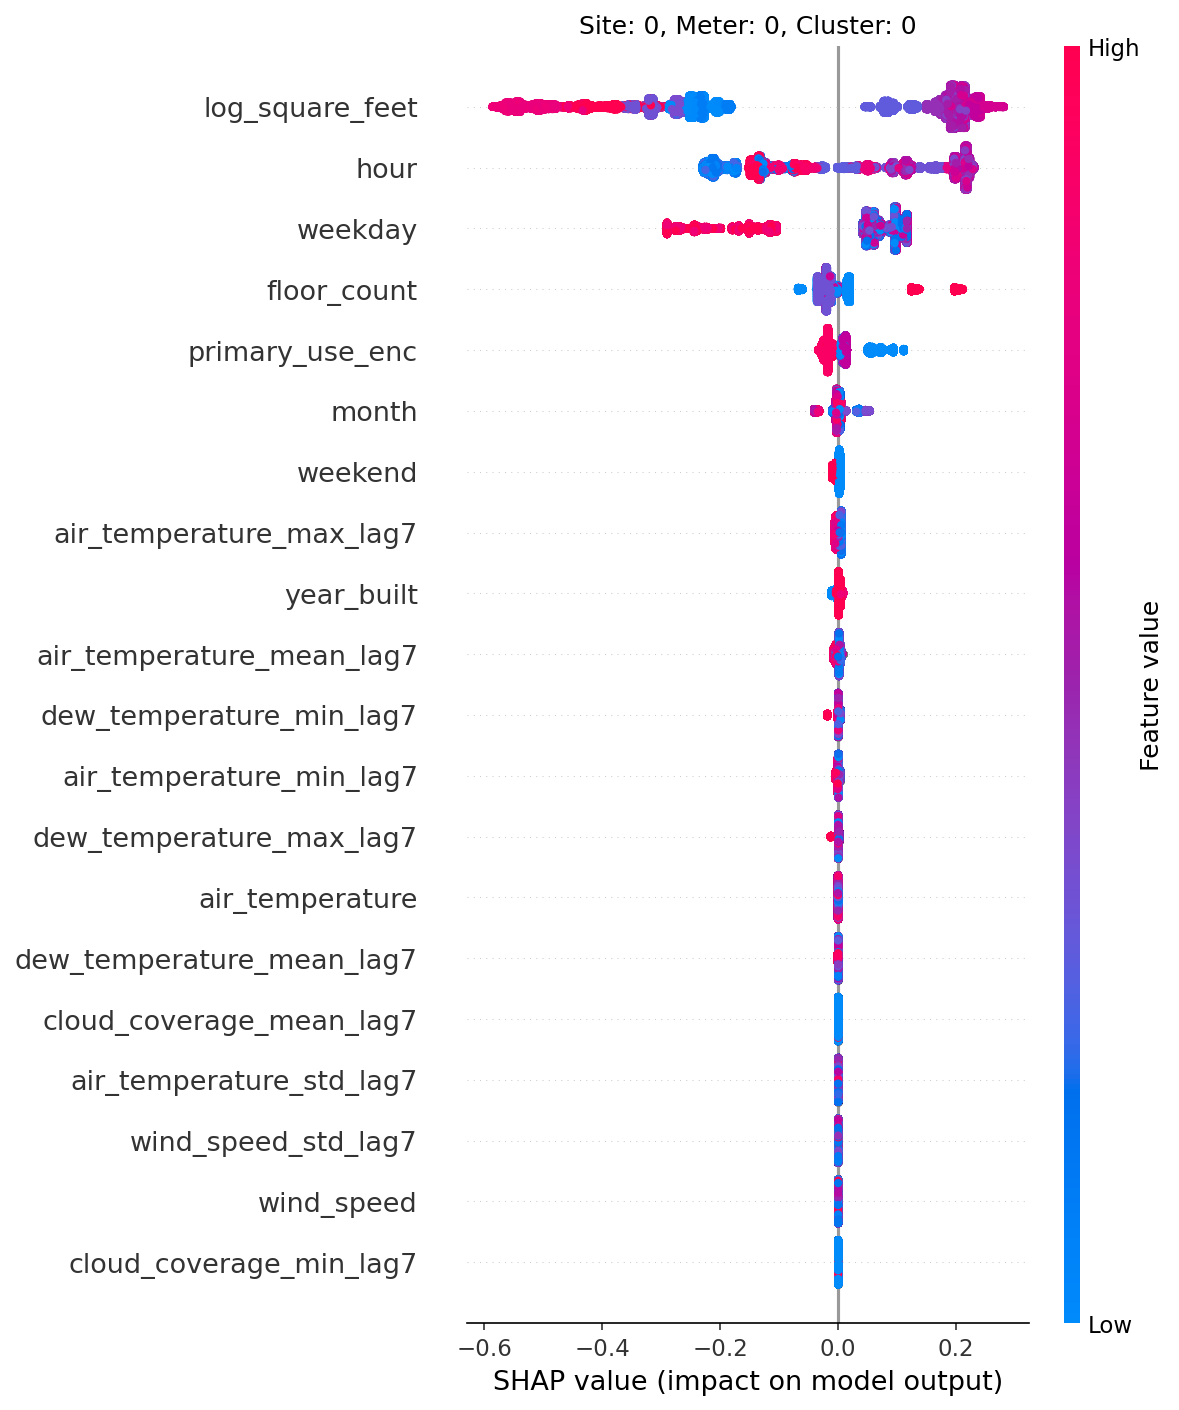 Site: 0, Meter: 0, Cluster: 0
High
log_square_feet
hour
weekday
floor_count
primary_use_enc
month
weekend
air_temperature_max_lag7
year_built
air_temperature_mean_lag7
dew_temperature_min_lag7
air_temperature_min_lag7
dew_temperature_max_lag7
air_temperature
dew_temperature_mean_lag7
cloud_coverage_mean_lag7
air_temperature_std_lag7
wind_speed_std_lag7
wind_speed
cloud_coverage_min_lag7
Feature value
Low
−0.6 −0.4 −0.2 0.0 0.2
SHAP value (impact on model output)